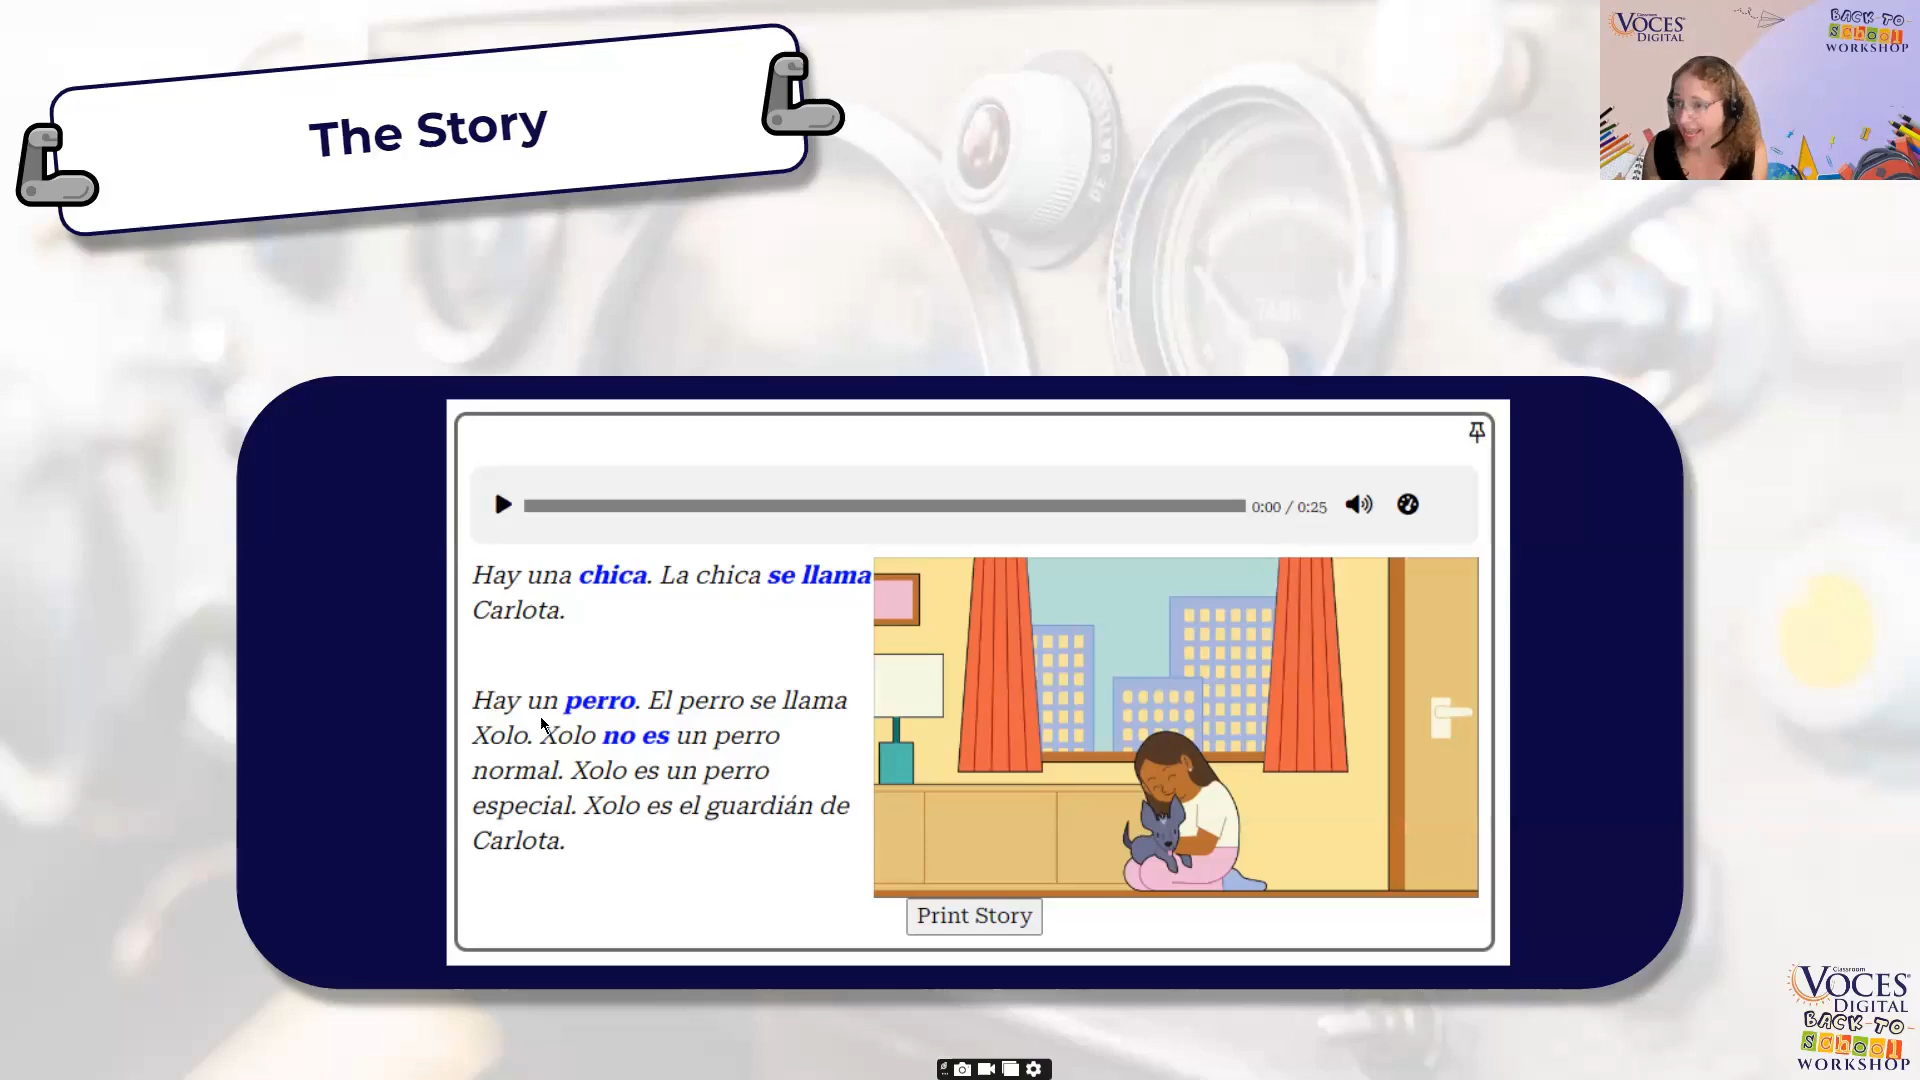 The Story
VOCES
DIGITAL
BACK TO
school
WORKSHOP
0:00 / 0:25
Hay una chica. La chica se llama
Carlota.
Hay un perro. El perro se llama
Xolo. Xolo no es un perro
normal. Xolo es un perro
especial. Xolo es el guardián de
Carlota.
Print Story
Classroom
VOCES
DIGITAL
BACK TO
school
WORKSHOP